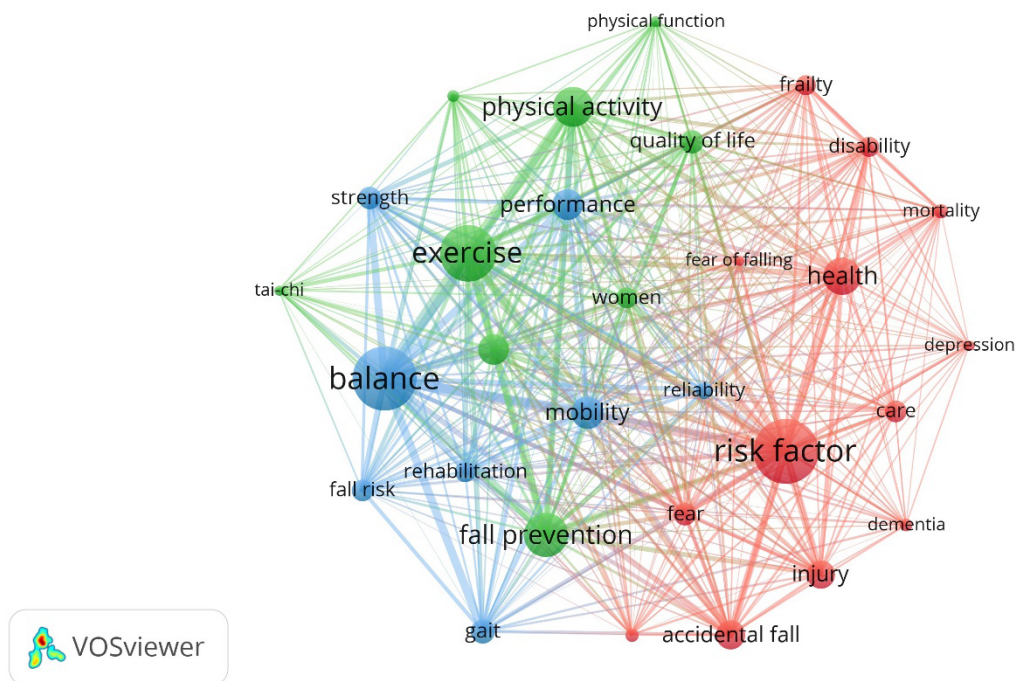 physical function
frailty
physical activity
quality of life
disability
strength
performance
mortality
exercise
fear of falling
health
tai chi
women
depression
balance
reliability
mobility
care
risk factor
rehabilitation
fall risk
fear
dementia
fall prevention
injury
gait
accidental fall
VOSviewer